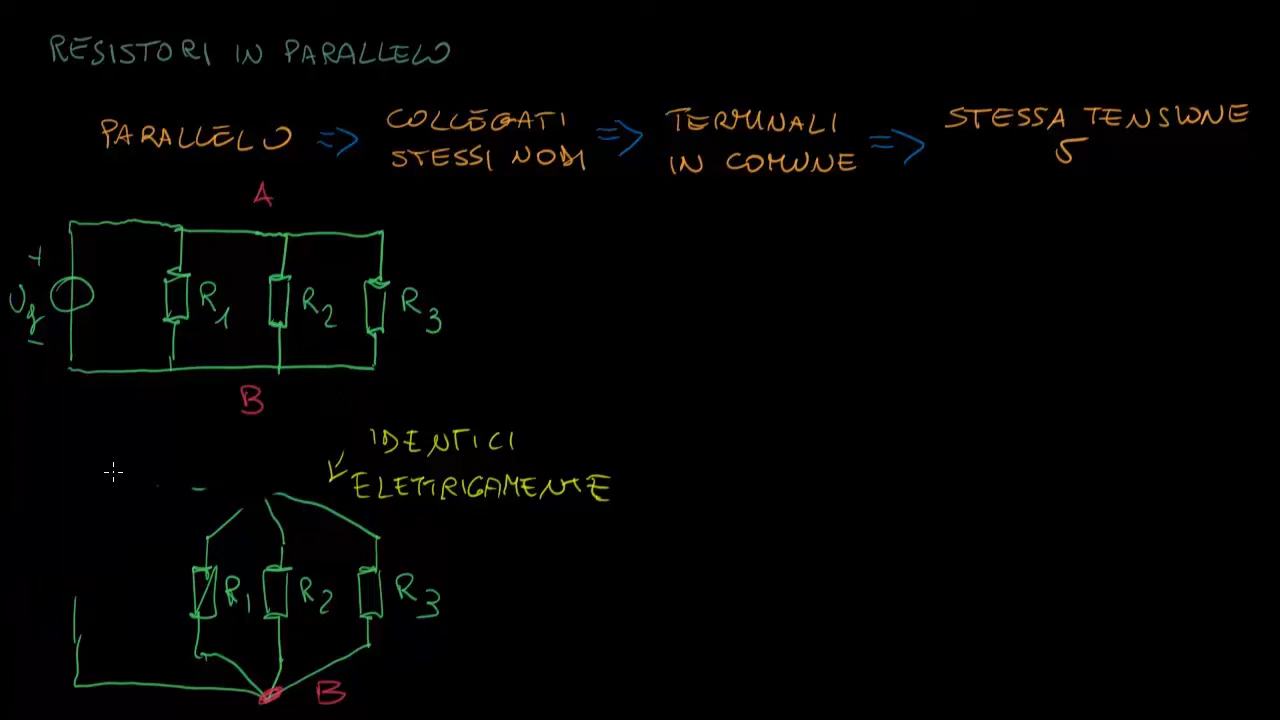 RESISTORI IN PARALLELO
PARALLELO => COLLEGATI STESSI NODI => TERMINALI IN COMUNE => STESSA TENSIONE
A
+
R1 R2 R3
-
B
IDENTICI
ELETTRICAMENTE
R1 R2 R3
B